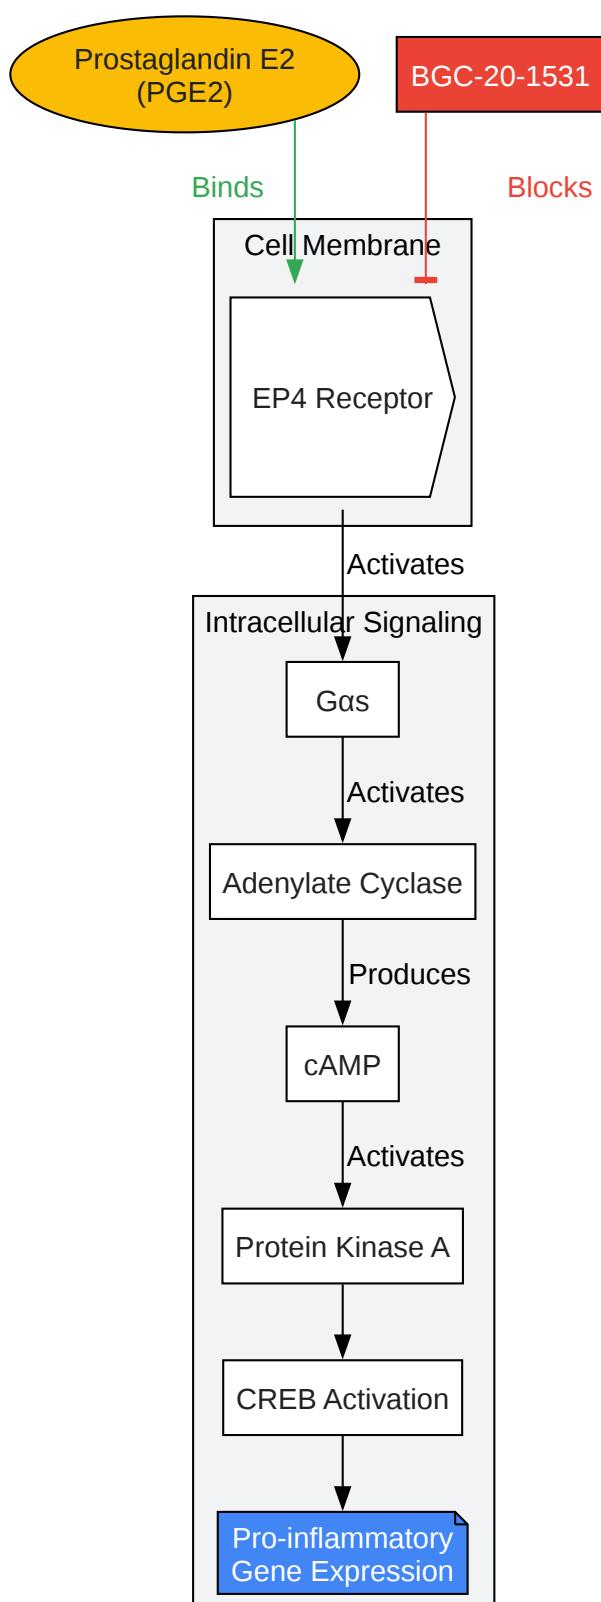 Prostaglandin E2
(PGE2)
BGC-20-1531
Binds
Blocks
Cell Membrane
EP4 Receptor
Activates
Intracellular Signaling
Gαs
Activates
Adenylate Cyclase
Produces
cAMP
Activates
Protein Kinase A
CREB Activation
Pro-inflammatory
Gene Expression